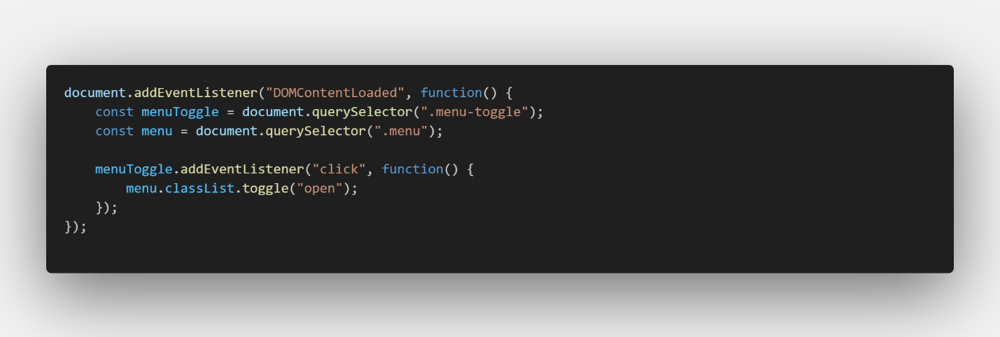 document.addEventListener("DOMContentLoaded", function() {
    const menuToggle = document.querySelector(".menu-toggle");
    const menu = document.querySelector(".menu");

    menuToggle.addEventListener("click", function() {
        menu.classList.toggle("open");
    });
});